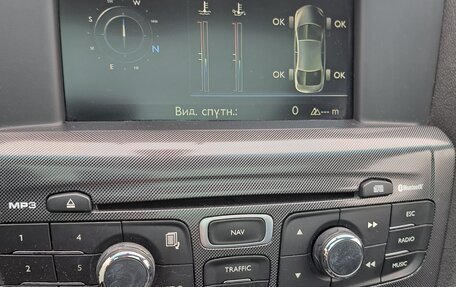 S
W
N
E
OK
OK
OK
OK
Вид. спутн.: 0 --- m
MP3
Bluetooth
1
4
2
5
NAV
TRAFFIC
ESC
RADIO
MUSIC